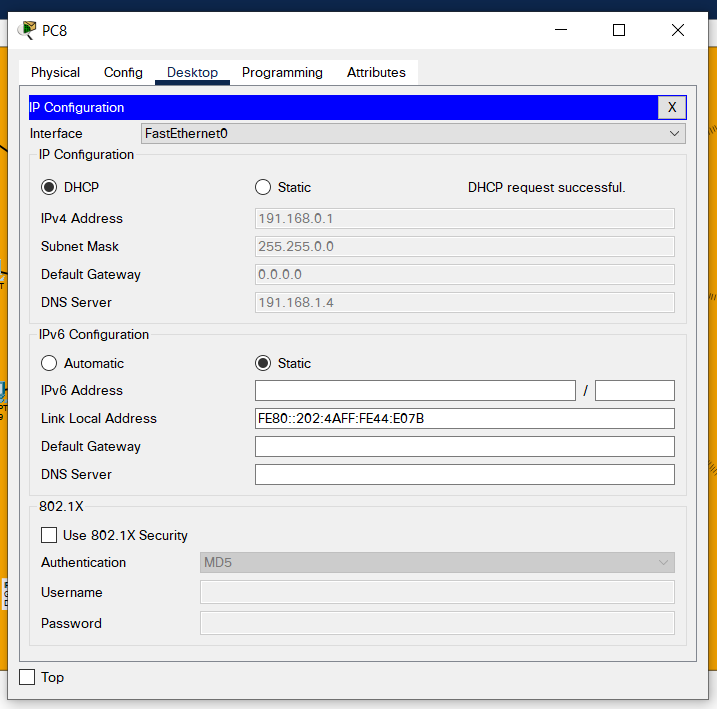 PC8
Physical Config Desktop Programming Attributes
IP Configuration X
Interface FastEthernet0
IP Configuration
DHCP Static DHCP request successful.
IPv4 Address 191.168.0.1
Subnet Mask 255.255.0.0
Default Gateway 0.0.0.0
DNS Server 191.168.1.4
IPv6 Configuration
Automatic Static
IPv6 Address /
Link Local Address FE80::202:4AFF:FE44:E07B
Default Gateway
DNS Server
802.1X
Use 802.1X Security
Authentication MD5
Username
Password
Top